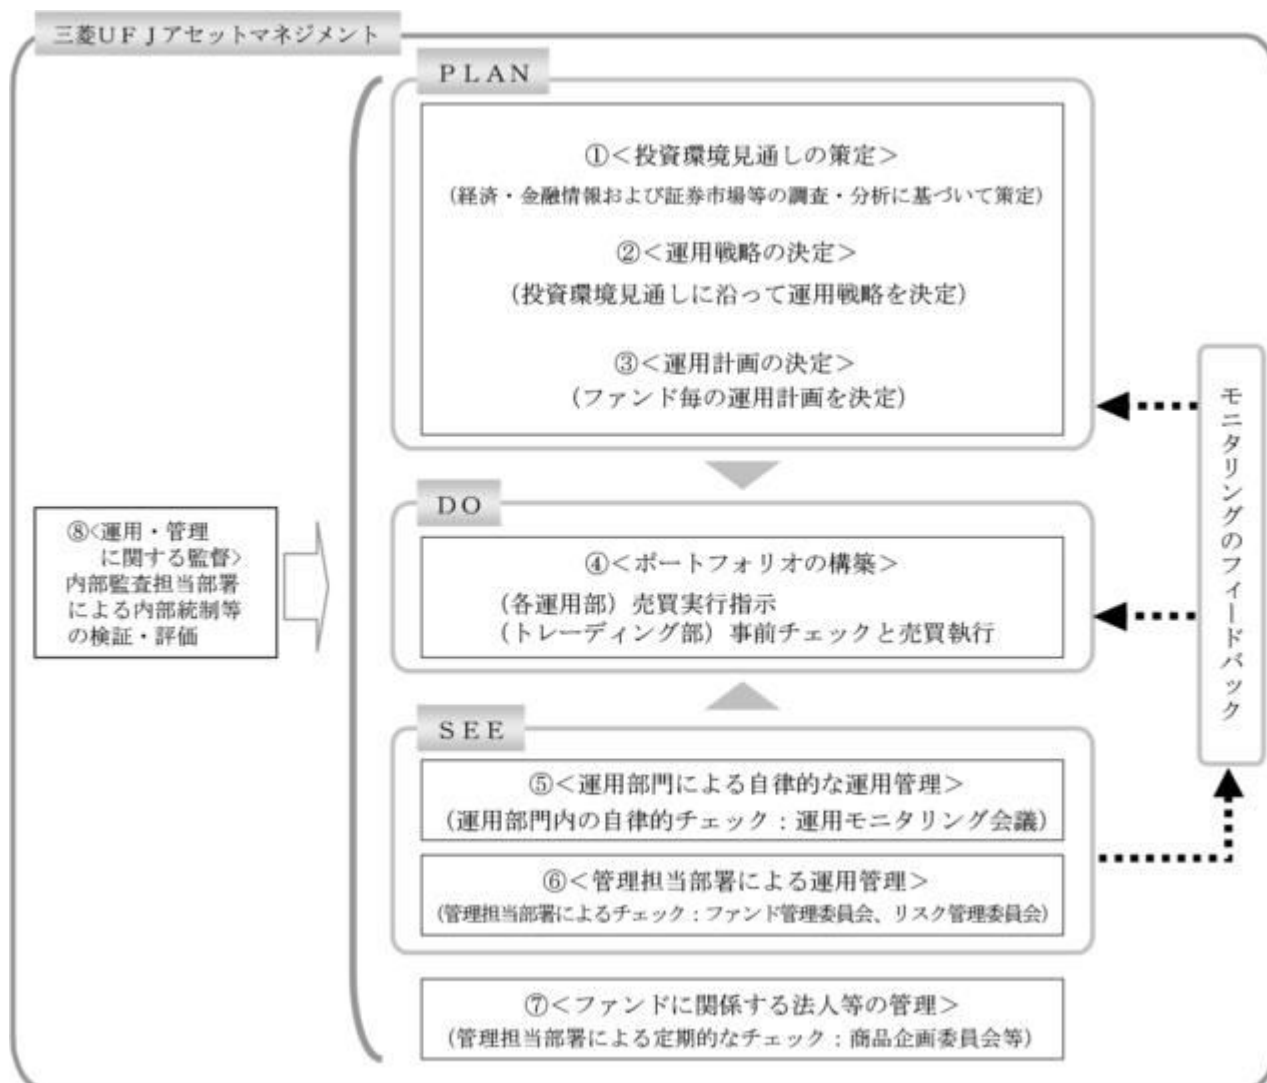 三菱ＵＦＪアセットマネジメント
ＰＬＡＮ
①＜投資環境見通しの策定＞
（経済・金融情報および証券市場等の調査・分析に基づいて策定）
②＜運用戦略の決定＞
（投資環境見通しに沿って運用戦略を決定）
③＜運用計画の決定＞
（ファンド毎の運用計画を決定）
ＤＯ
④＜ポートフォリオの構築＞
（各運用部）売買実行指示
（トレーディング部）事前チェックと売買執行
ＳＥＥ
⑤＜運用部門による自律的な運用管理＞
（運用部門内の自律的チェック：運用モニタリング会議）
⑥＜管理担当部署による運用管理＞
（管理担当部署によるチェック：ファンド管理委員会、リスク管理委員会）
⑦＜ファンドに関係する法人等の管理＞
（管理担当部署による定期的なチェック：商品企画委員会等）
⑧<運用・管理
に関する監督>
内部監査担当部署
による内部統制等
の検証・評価
モニタリングのフィードバック